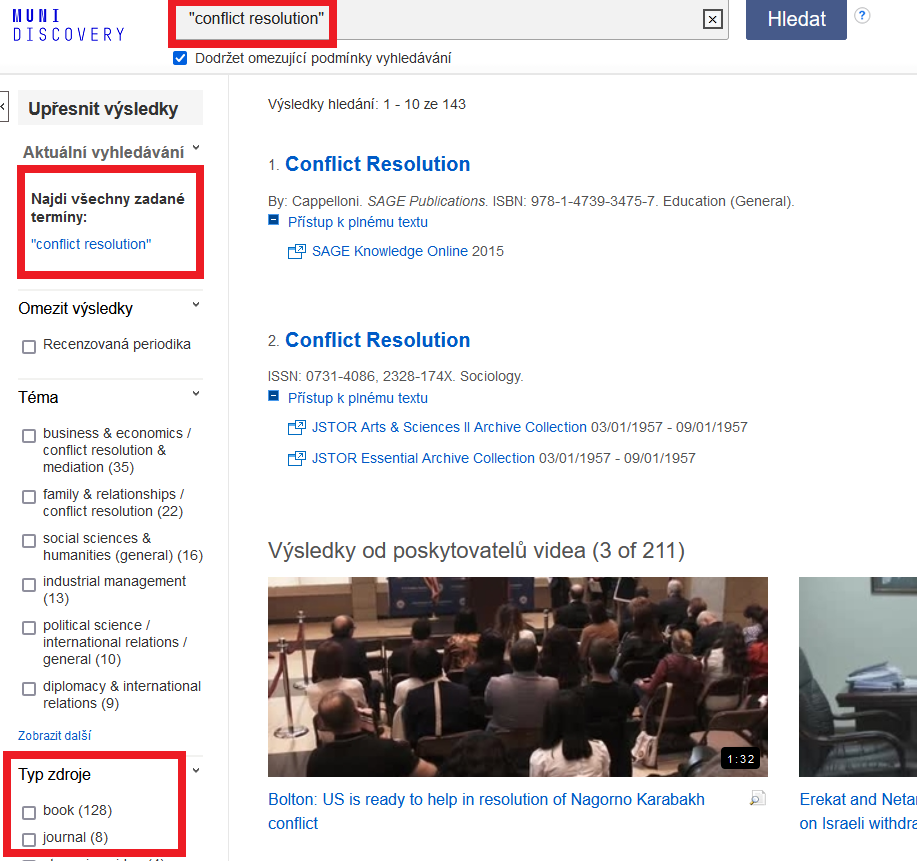 MUNI
DISCOVERY
"conflict resolution"
Hledat
?
Dodržet omezující podmínky vyhledávání
Upřesnit výsledky
Aktuální vyhledávání
Najdi všechny zadané
termíny:
"conflict resolution"
Omezit výsledky
Recenzovaná periodika
Téma
business & economics /
conflict resolution &
mediation (35)
family & relationships /
conflict resolution (22)
social sciences &
humanities (general) (16)
industrial management
(13)
political science /
international relations /
general (10)
diplomacy & international
relations (9)
Zobrazit další
Typ zdroje
book (128)
journal (8)
Výsledky hledání: 1 - 10 ze 143
1. Conflict Resolution
By: Cappelloni. SAGE Publications. ISBN: 978-1-4739-3475-7. Education (General).
Přístup k plnému textu
SAGE Knowledge Online 2015
2. Conflict Resolution
ISSN: 0731-4086, 2328-174X. Sociology.
Přístup k plnému textu
JSTOR Arts & Sciences II Archive Collection 03/01/1957 - 09/01/1957
JSTOR Essential Archive Collection 03/01/1957 - 09/01/1957
Výsledky od poskytovatelů videa (3 of 211)
1:32
Bolton: US is ready to help in resolution of Nagorno Karabakh
conflict
Erekat and Netan
on Israeli withdra